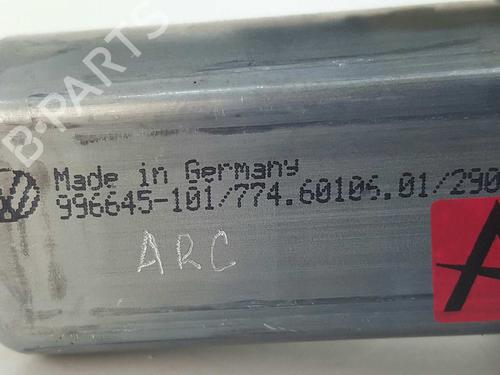 B-PARTS
Made in Germany
996645-101/774.60106.01/290
ARC
A